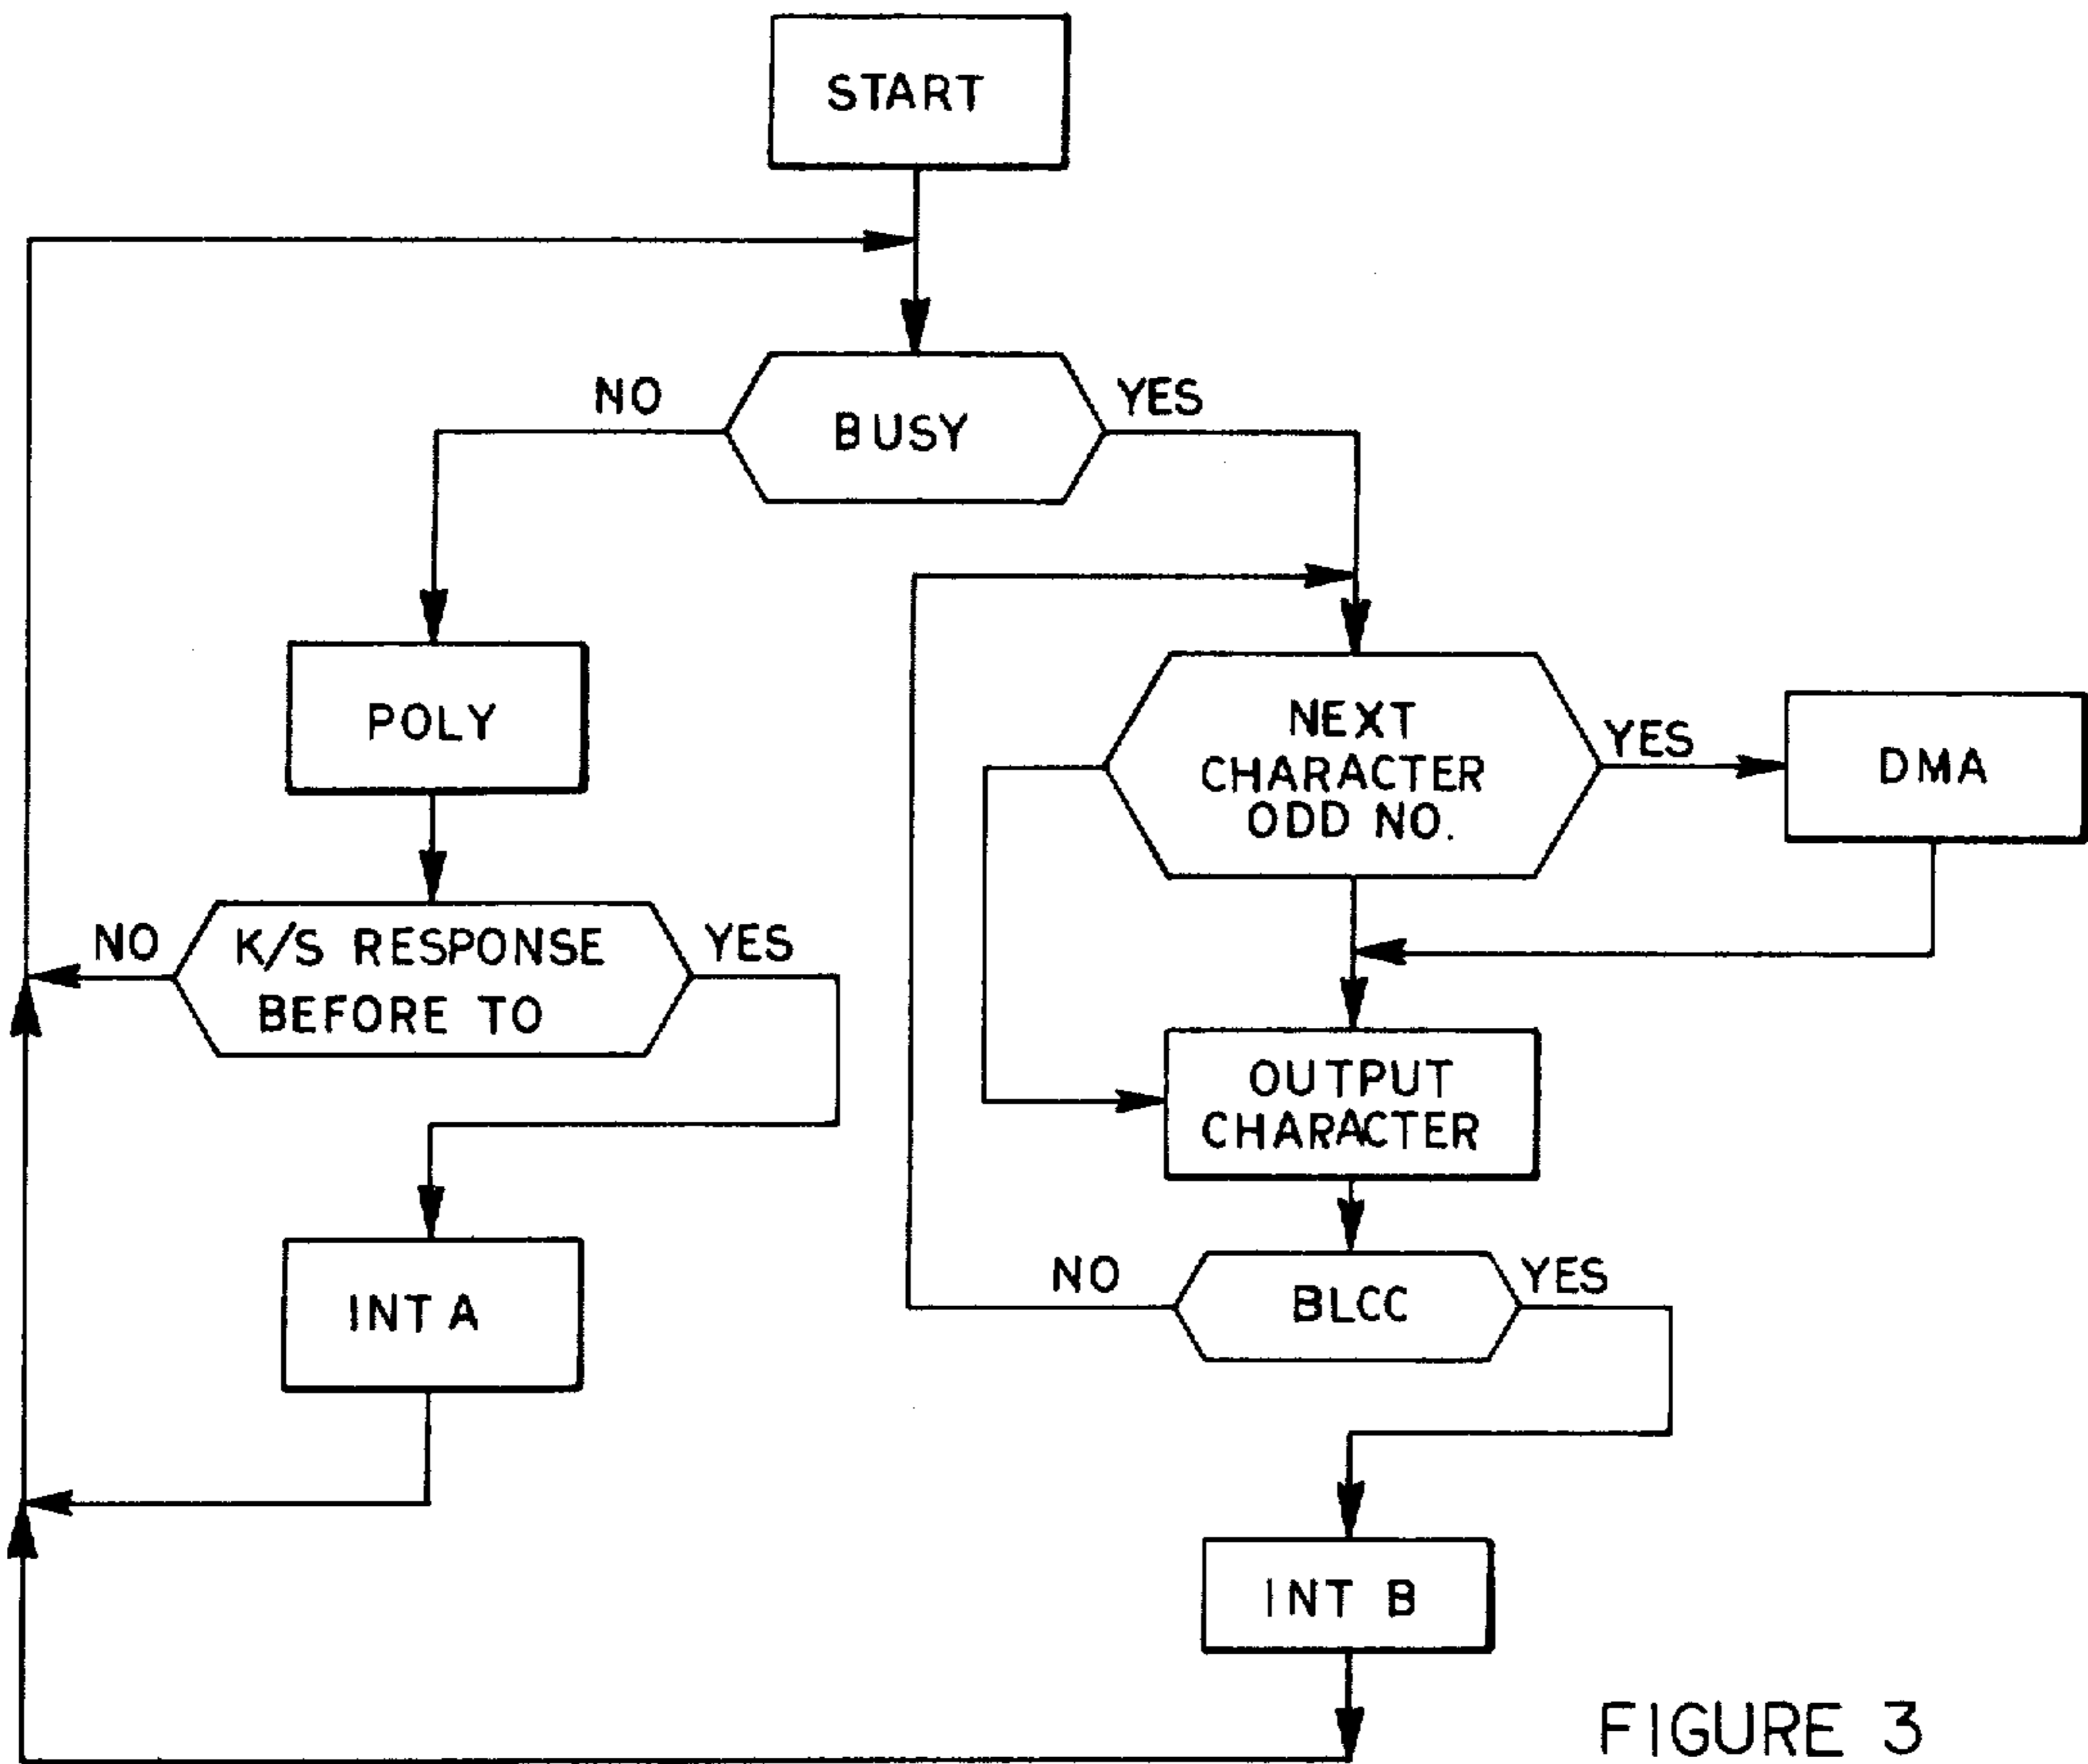 START
NO
BUSY
YES
POLY
NEXT
CHARACTER
ODD NO.
YES
DMA
NO
K/S RESPONSE
BEFORE TO
YES
OUTPUT
CHARACTER
INT A
NO
BLCC
YES
INT B
FIGURE 3